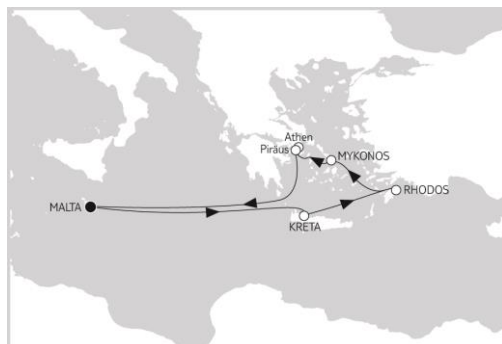 Athen
Piräus
MYKONOS
RHODOS
MALTA
KRETA